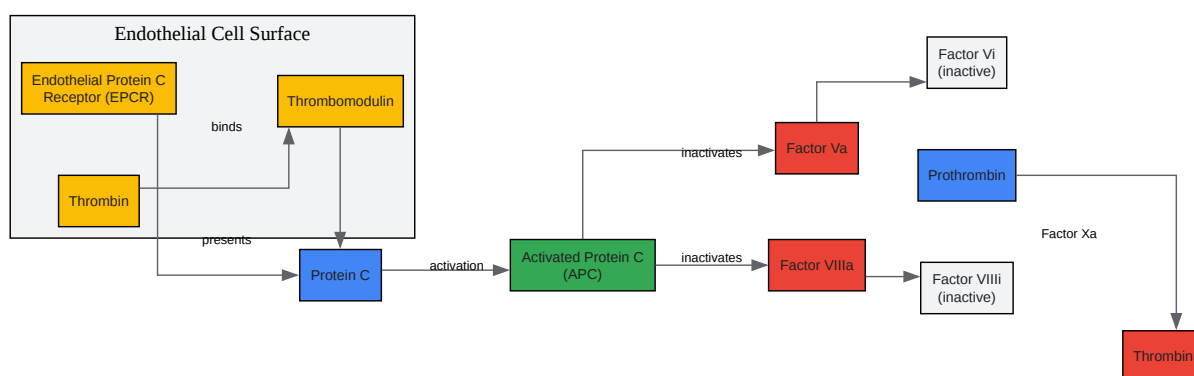 Endothelial Cell Surface
Endothelial Protein C
Receptor (EPCR)
Thrombomodulin
binds
Thrombin
presents
Protein C
activation
Activated Protein C
(APC)
inactivates
Factor Va
Factor Vi
(inactive)
inactivates
Factor VIIIa
Factor VIIIi
(inactive)
Prothrombin
Factor Xa
Thrombin